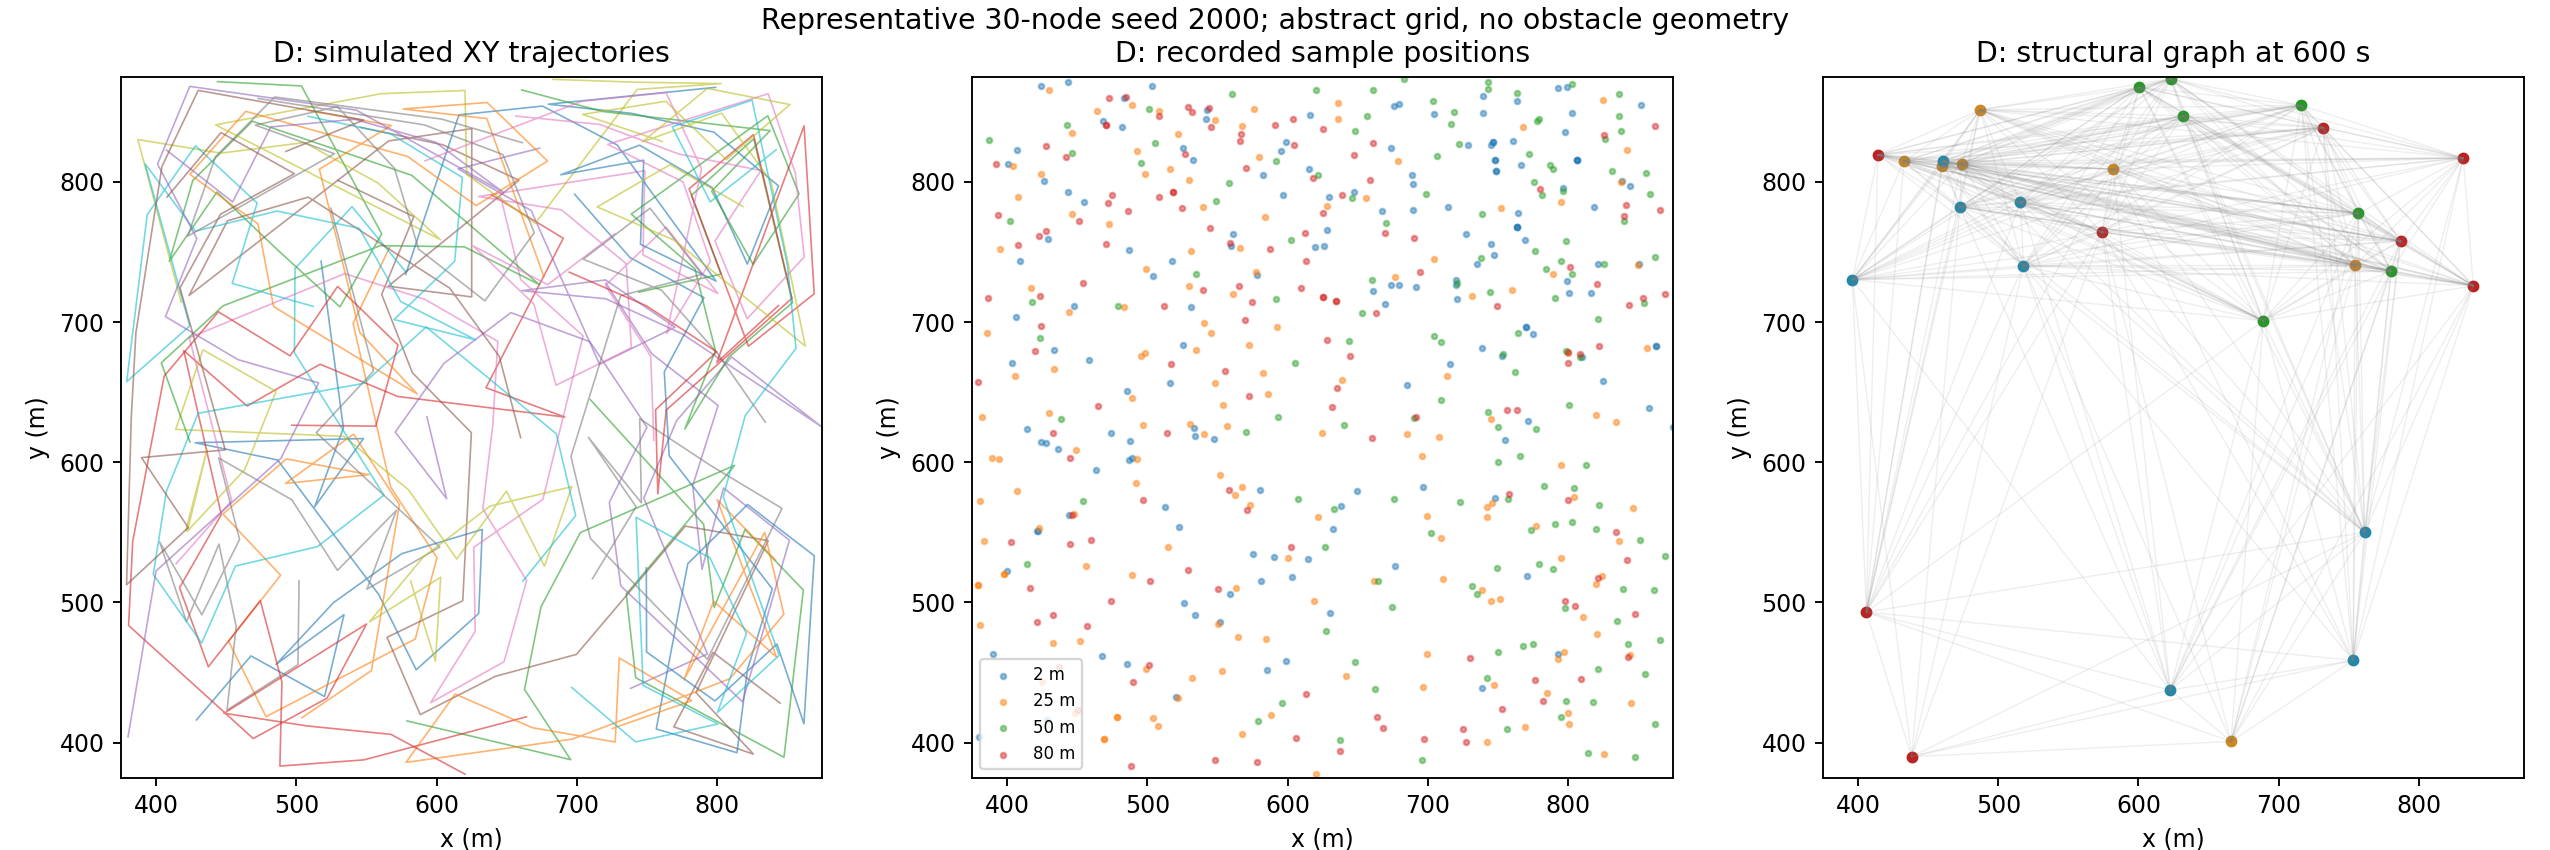 Representative 30-node seed 2000; abstract grid, no obstacle geometry
D: simulated XY trajectories
800
700
600
500
400
y (m)
400 500 600 700 800
x (m)
D: recorded sample positions
800
700
600
500
400
y (m)
2 m
25 m
50 m
80 m
400 500 600 700 800
x (m)
D: structural graph at 600 s
800
700
600
500
400
y (m)
400 500 600 700 800
x (m)